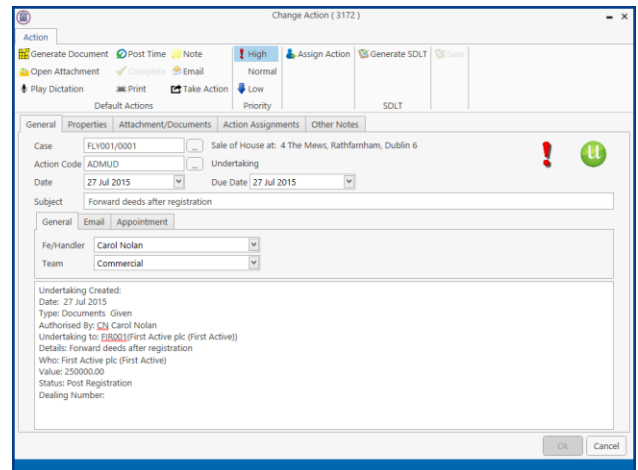 Change Action ( 3172 )
Action
Generate Document Post Time Note High Assign Action Generate SDLT Save
Open Attachment Complete Email Normal
Play Dictation Print Take Action Low
Default Actions Priority SDLT
General Properties Attachment/Documents Action Assignments Other Notes
Case FLY001/0001 ... Sale of House at: 4 The Mews, Rathfarnham, Dublin 6
Action Code ADMUD ... Undertaking
Date 27 Jul 2015 Due Date 27 Jul 2015
Subject Forward deeds after registration
General Email Appointment
Fe/Handler Carol Nolan
Team Commercial
Undertaking Created:
Date: 27 Jul 2015
Type: Documents Given
Authorised By: CN Carol Nolan
Undertaking to: FIR001(First Active plc (First Active))
Details: Forward deeds after registration
Who: First Active plc (First Active)
Value: 250000.00
Status: Post Registration
Dealing Number:
Ok Cancel